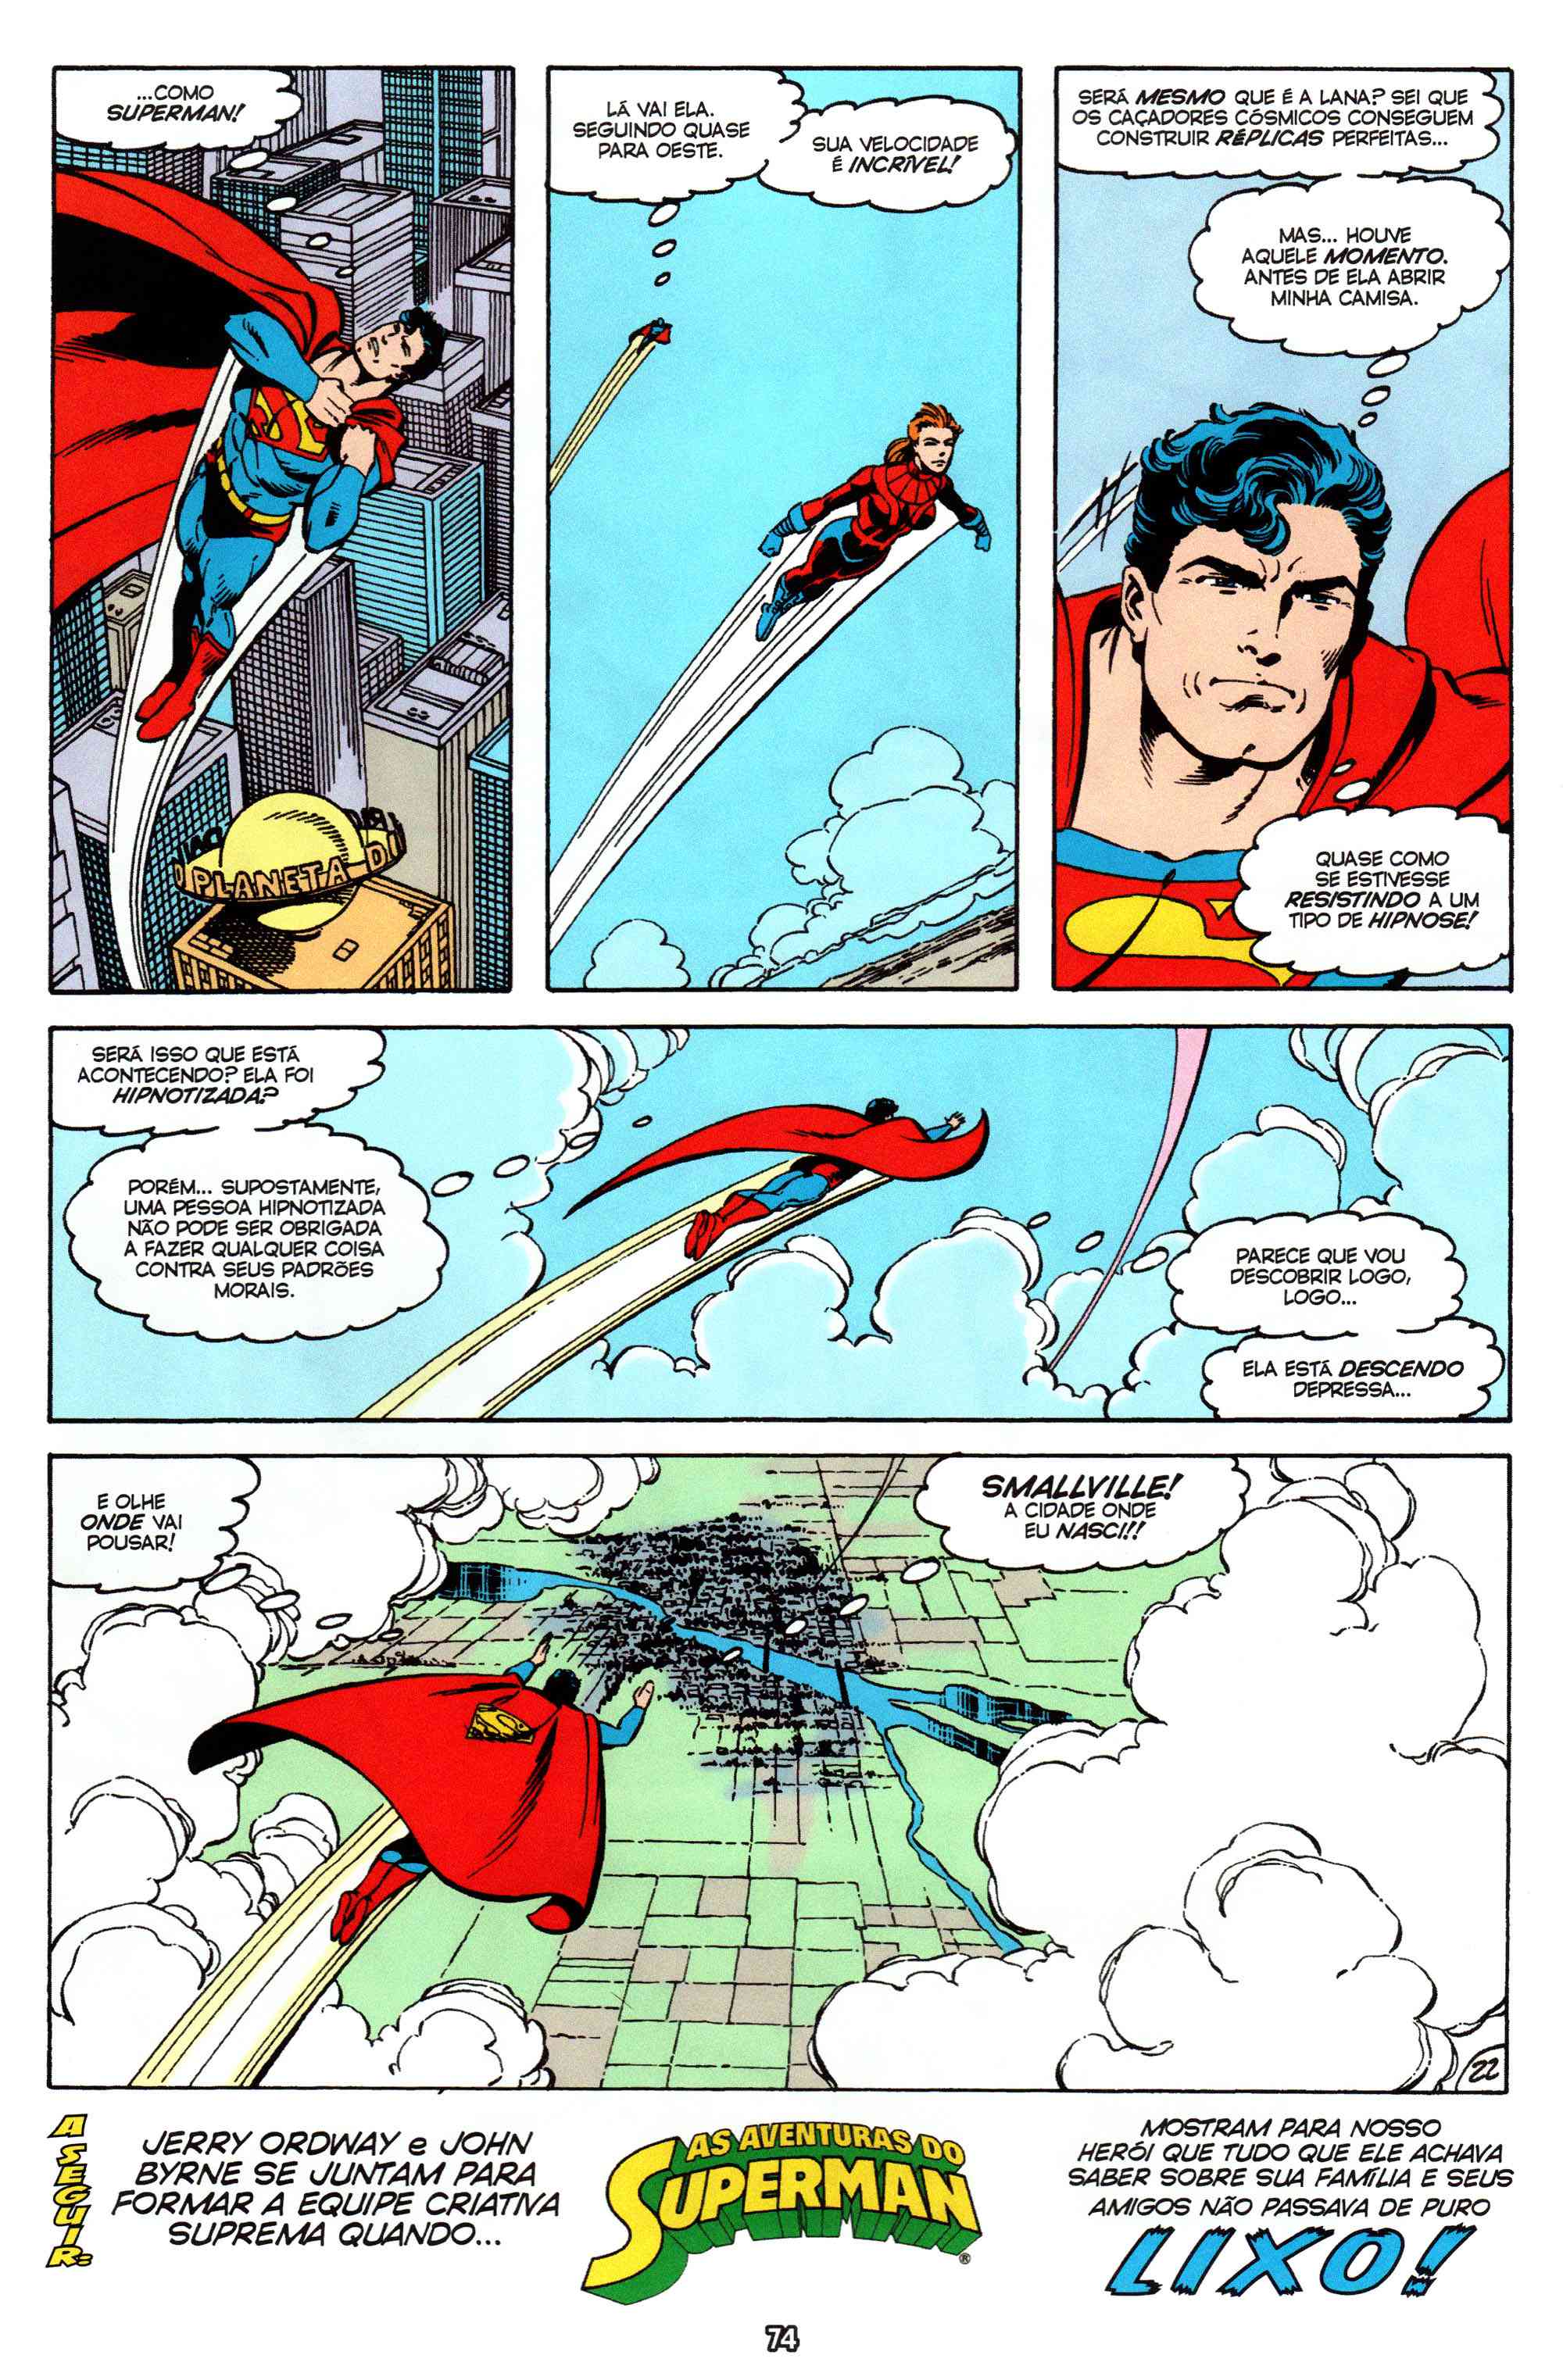 ...COMO
SUPERMAN!
LÁ VAI ELA.
SEGUINDO QUASE
PARA OESTE.
SUA VELOCIDADE
É INCRÍVEL!
SERÁ MESMO QUE É A LANA? SEI QUE
OS CAÇADORES CÓSMICOS CONSEGUEM
CONSTRUIR RÉPLICAS PERFEITAS...
MAS... HOUVE
AQUELE MOMENTO.
ANTES DE ELA ABRIR
MINHA CAMISA.
QUASE COMO
SE ESTIVESSE
RESISTINDO A UM
TIPO DE HIPNOSE!
PLANETA DI
SERÁ ISSO QUE ESTÁ
ACONTECENDO? ELA FOI
HIPNOTIZADA?
PORÉM... SUPOSTAMENTE,
UMA PESSOA HIPNOTIZADA
NÃO PODE SER OBRIGADA
A FAZER QUALQUER COISA
CONTRA SEUS PADRÕES
MORAIS.
PARECE QUE VOU
DESCOBRIR LOGO,
LOGO...
ELA ESTÁ DESCENDO
DEPRESSA...
E OLHE
ONDE VAI
POUSAR!
SMALLVILLE!
A CIDADE ONDE
EU NASCI!!
22
A SEGUIR:
JERRY ORDWAY e JOHN
BYRNE SE JUNTAM PARA
FORMAR A EQUIPE CRIATIVA
SUPREMA QUANDO...
AS AVENTURAS DO
SUPERMAN
®
MOSTRAM PARA NOSSO
HERÓI QUE TUDO QUE ELE ACHAVA
SABER SOBRE SUA FAMÍLIA E SEUS
AMIGOS NÃO PASSAVA DE PURO
LIXO!
74